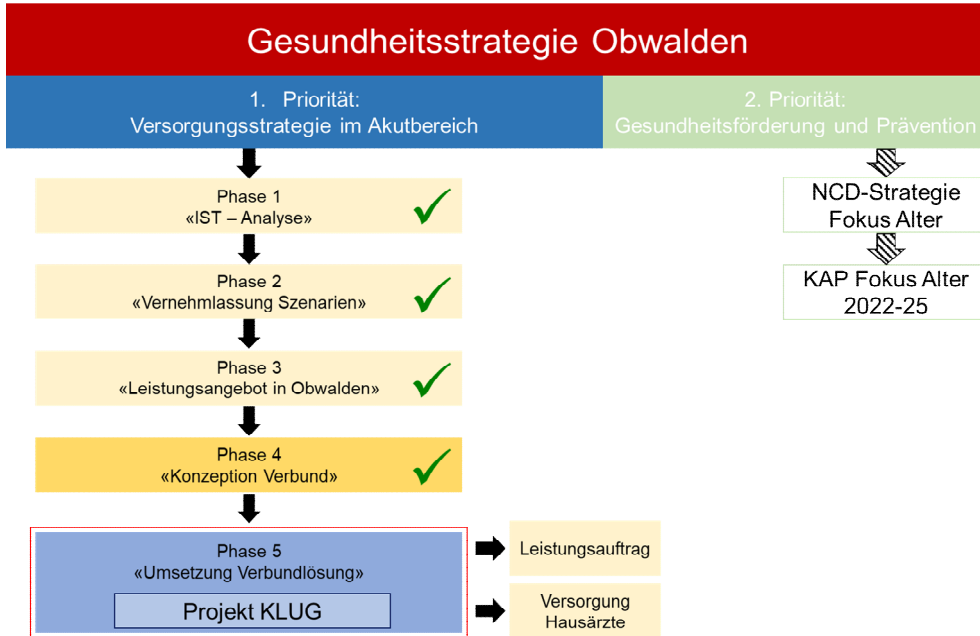 Gesundheitsstrategie Obwalden
1. Priorität:
Versorgungsstrategie im Akutbereich
2. Priorität:
Gesundheitsförderung und Prävention
Phase 1
«IST – Analyse»
Phase 2
«Vernehmlassung Szenarien»
Phase 3
«Leistungsangebot in Obwalden»
Phase 4
«Konzeption Verbund»
Phase 5
«Umsetzung Verbundlösung»
Projekt KLUG
Leistungsauftrag
Versorgung
Hausärzte
NCD-Strategie
Fokus Alter
KAP Fokus Alter
2022-25